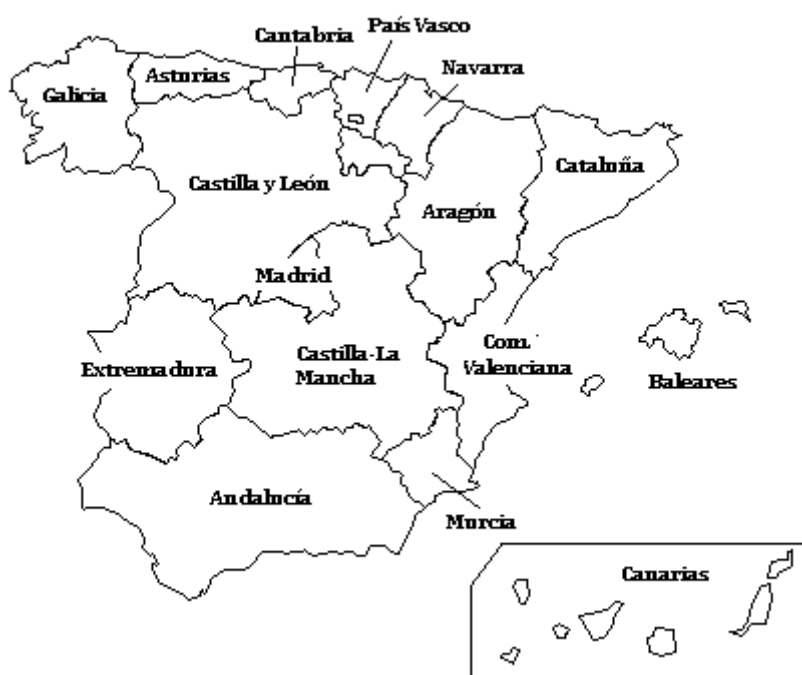 País Vasco
Cantabria
Navarra
Asturias
Galicia
Cataluña
Castilla y León
Aragón
Madrid
Com.
Valenciana
Castilla-La
Mancha
Extremadura
Baleares
Andalucía
Murcia
Canarias